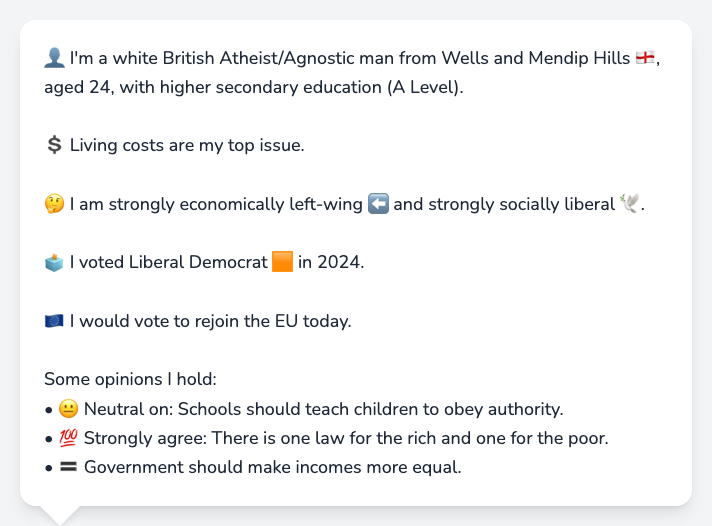 👤 I'm a white British Atheist/Agnostic man from Wells and Mendip Hills 🏴󠁧󠁢󠁥󠁮󠁧󠁿,
aged 24, with higher secondary education (A Level).
💲 Living costs are my top issue.
🤔 I am strongly economically left-wing ⬅️ and strongly socially liberal 🕊️.
🗳️ I voted Liberal Democrat 🟧 in 2024.
🇪🇺 I would vote to rejoin the EU today.
Some opinions I hold:
• 😐 Neutral on: Schools should teach children to obey authority.
• 💯 Strongly agree: There is one law for the rich and one for the poor.
• 🟰 Government should make incomes more equal.